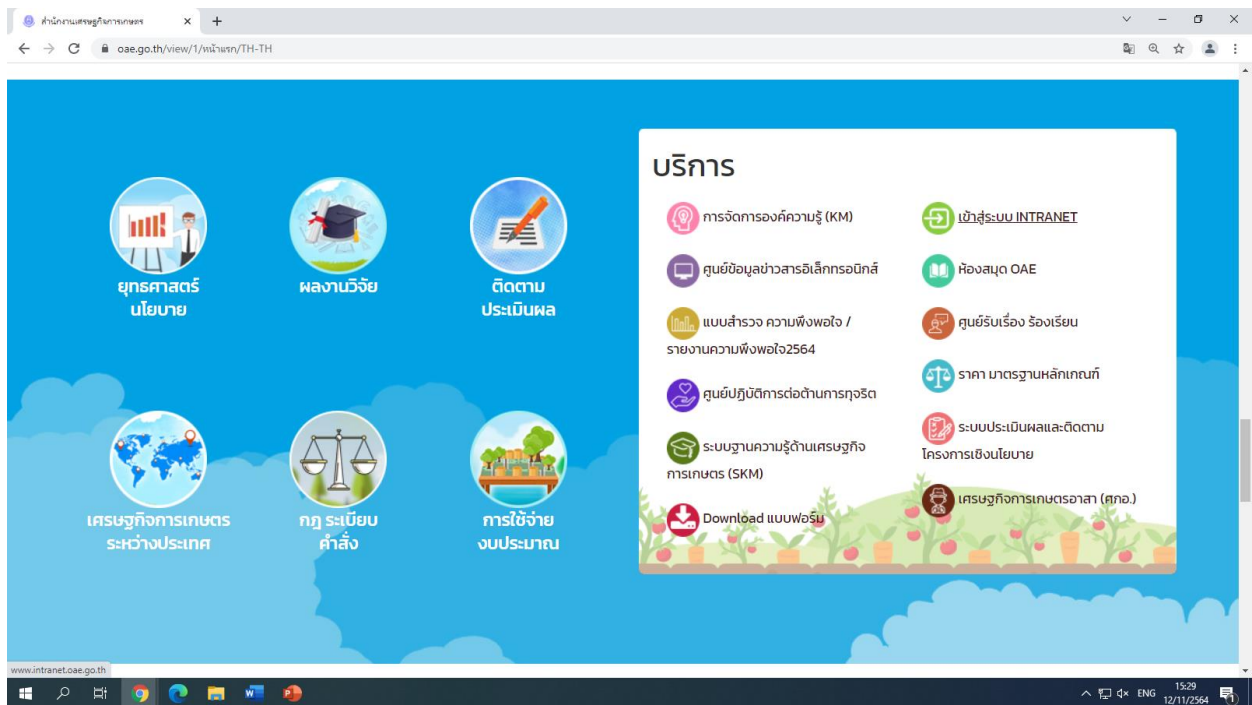 สำนักงานเศรษฐกิจการเกษตร
oae.go.th/view/1/หน้าแรก/TH-TH
ยุทธศาสตร์
นโยบาย
ผลงานวิจัย
ติดตาม
ประเมินผล
เศรษฐกิจการเกษตร
ระหว่างประเทศ
กฎ ระเบียบ
คำสั่ง
การใช้จ่าย
งบประมาณ
บริการ
การจัดการองค์ความรู้ (KM)
ศูนย์ข้อมูลข่าวสารอิเล็กทรอนิกส์
แบบสำรวจ ความพึงพอใจ /
รายงานความพึงพอใจ2564
ศูนย์ปฏิบัติการต่อต้านการทุจริต
ระบบฐานความรู้ด้านเศรษฐกิจ
การเกษตร (SKM)
Download แบบฟอร์ม
เข้าสู่ระบบ INTRANET
ห้องสมุด OAE
ศูนย์รับเรื่อง ร้องเรียน
ราคา มาตรฐานหลักเกณฑ์
ระบบประเมินผลและติดตาม
โครงการเชิงนโยบาย
เศรษฐกิจการเกษตรอาสา (ศกอ.)
www.intranet.oae.go.th
ENG
15:29
12/11/2564